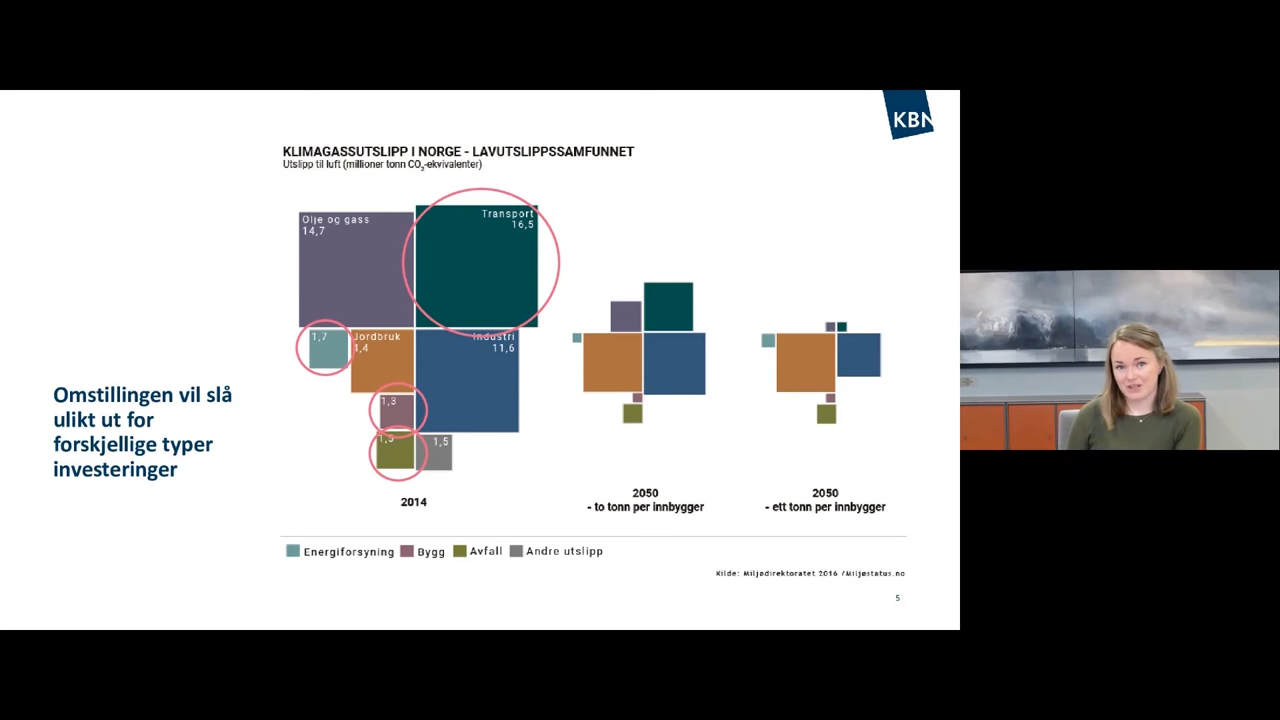 KBN
KLIMAGASSUTSLIPP I NORGE - LAVUTSLIPPSSAMFUNNET
Utslipp til luft (millioner tonn CO2-ekvivalenter)
Olje og gass
14,7
Transport
16,5
1,7
Jordbruk
4,4
Industri
11,6
1,3
1,5
1,5
Omstillingen vil slå
ulikt ut for
forskjellige typer
investeringer
2014
2050
- to tonn per innbygger
2050
- ett tonn per innbygger
Energiforsyning
Bygg
Avfall
Andre utslipp
Kilde: Miljødirektoratet 2016 /Miljøstatus.no
5